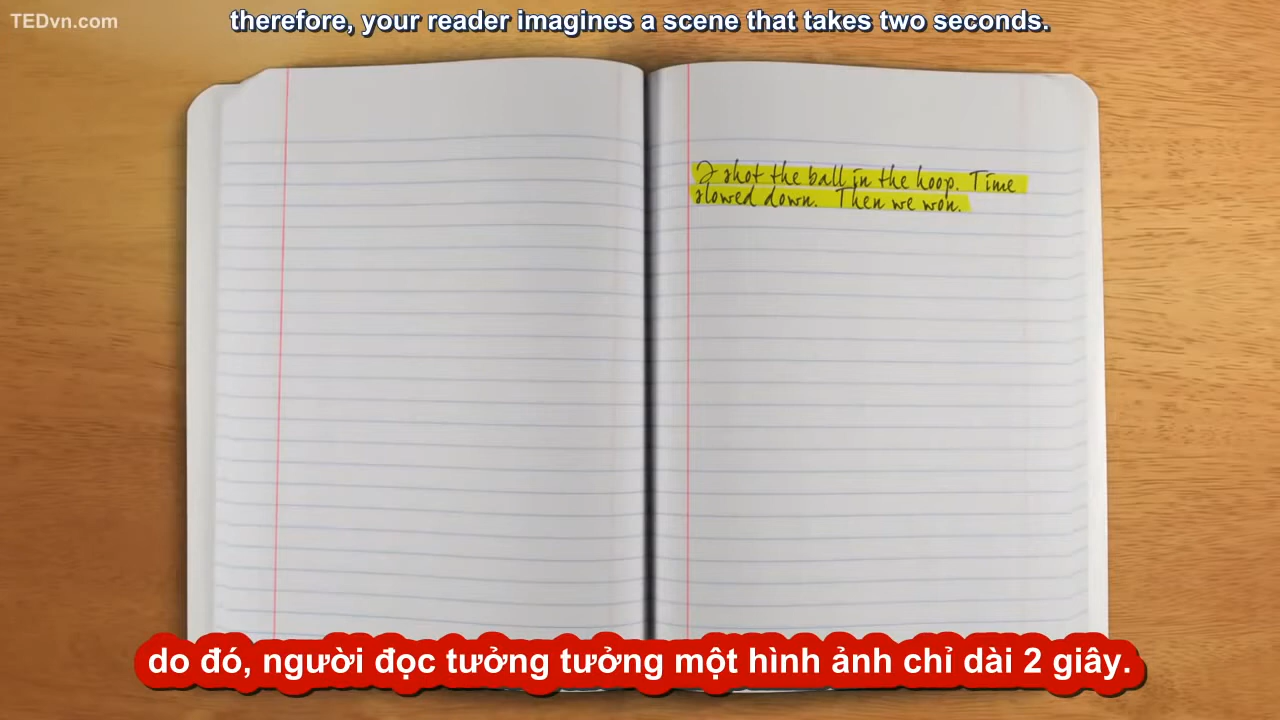 TEDvn.com
therefore, your reader imagines a scene that takes two seconds.
I shot the ball in the hoop. Time
slowed down. Then we won.
do đó, người đọc tưởng tưởng một hình ảnh chỉ dài 2 giây.